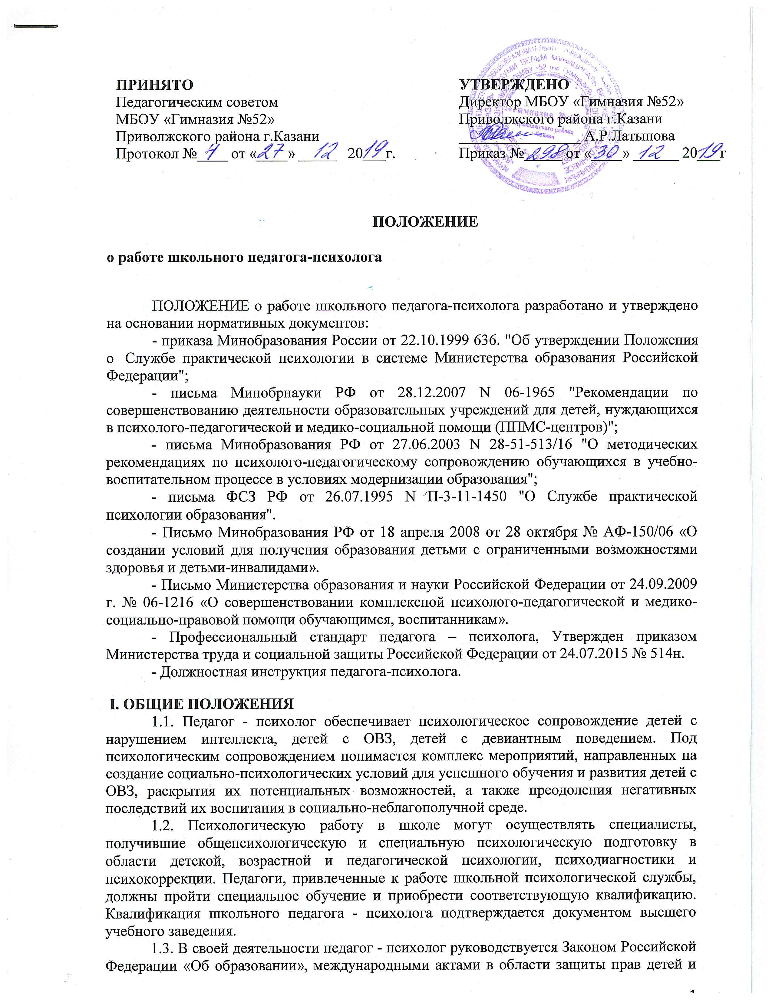 ПРИНЯТО
Педагогическим советом
МБОУ «Гимназия №52»
Приволжского района г.Казани
Протокол № 4 от «27» 12 2019г.
УТВЕРЖДЕНО
Директор МБОУ «Гимназия №52»
Приволжского района г.Казани
А.Р.Латыпова
Приказ № 298 от «30» 12 2019г
ПОЛОЖЕНИЕ
о работе школьного педагога-психолога
ПОЛОЖЕНИЕ о работе школьного педагога-психолога разработано и утверждено
на основании нормативных документов:
- приказа Минобразования России от 22.10.1999 636. "Об утверждении Положения
о Службе практической психологии в системе Министерства образования Российской
Федерации";
- письма Минобрнауки РФ от 28.12.2007 N 06-1965 "Рекомендации по
совершенствованию деятельности образовательных учреждений для детей, нуждающихся
в психолого-педагогической и медико-социальной помощи (ППМС-центров)";
- письма Минобразования РФ от 27.06.2003 N 28-51-513/16 "О методических
рекомендациях по психолого-педагогическому сопровождению обучающихся в учебно-
воспитательном процессе в условиях модернизации образования";
- письма ФСЗ РФ от 26.07.1995 N П-3-11-1450 "О Службе практической
психологии образования".
- Письмо Минобразования РФ от 18 апреля 2008 от 28 октября № АФ-150/06 «О
создании условий для получения образования детьми с ограниченными возможностями
здоровья и детьми-инвалидами».
- Письмо Министерства образования и науки Российской Федерации от 24.09.2009
г. № 06-1216 «О совершенствовании комплексной психолого-педагогической и медико-
социально-правовой помощи обучающимся, воспитанникам».
- Профессиональный стандарт педагога – психолога, Утвержден приказом
Министерства труда и социальной защиты Российской Федерации от 24.07.2015 № 514н.
- Должностная инструкция педагога-психолога.
I. ОБЩИЕ ПОЛОЖЕНИЯ
1.1. Педагог - психолог обеспечивает психологическое сопровождение детей с
нарушением интеллекта, детей с ОВЗ, детей с девиантным поведением. Под
психологическим сопровождением понимается комплекс мероприятий, направленных на
создание социально-психологических условий для успешного обучения и развития детей с
ОВЗ, раскрытия их потенциальных возможностей, а также преодоления негативных
последствий их воспитания в социально-неблагополучной среде.
1.2. Психологическую работу в школе могут осуществлять специалисты,
получившие общепсихологическую и специальную психологическую подготовку в
области детской, возрастной и педагогической психологии, психодиагностики и
психокоррекции. Педагоги, привлеченные к работе школьной психологической службы,
должны пройти специальное обучение и приобрести соответствующую квалификацию.
Квалификация школьного педагога - психолога подтверждается документом высшего
учебного заведения.
1.3. В своей деятельности педагог - психолог руководствуется Законом Российской
Федерации «Об образовании», международными актами в области защиты прав детей и